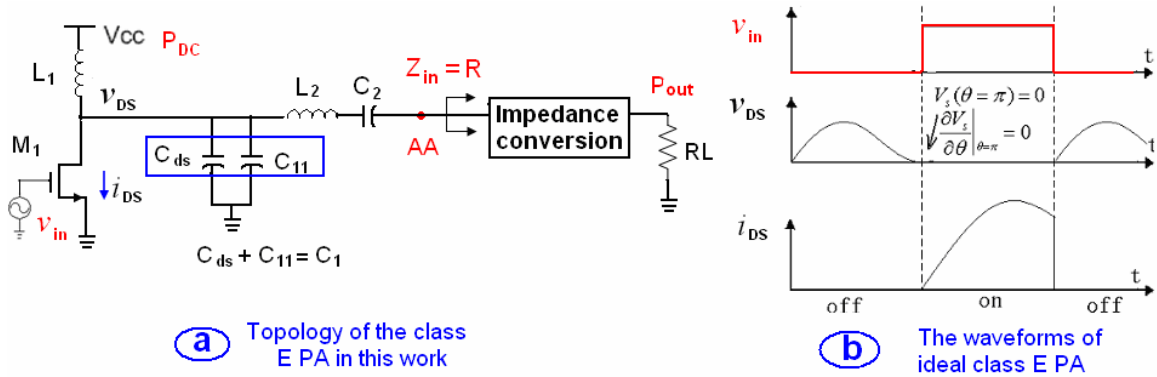 Vcc P_DC
L₁
v_DS
L₂
C₂
Z_in = R
AA
Impedance
conversion
P_out
RL
M₁
i_DS
v_in
C_ds
C₁₁
C_ds + C₁₁ = C₁
a
Topology of the class
E PA in this work
v_in
t
v_DS
V_s(θ = π) = 0
∂V_s/∂θ|_θ=π = 0
t
i_DS
t
off
on
off
b
The waveforms of
ideal class E PA